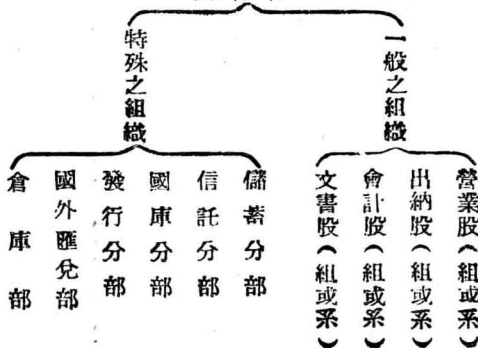 一般之組織
營業股（組或系）
出納股（組或系）
會計股（組或系）
文書股（組或系）
特殊之組織
儲蓄分部
信託分部
國庫分部
發行分部
國外匯兌部
倉庫部